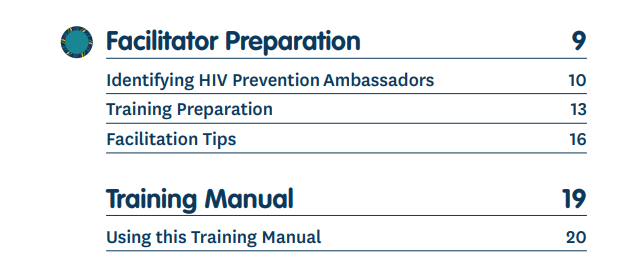 Facilitator Preparation 9
Identifying HIV Prevention Ambassadors 10
Training Preparation 13
Facilitation Tips 16
Training Manual 19
Using this Training Manual 20